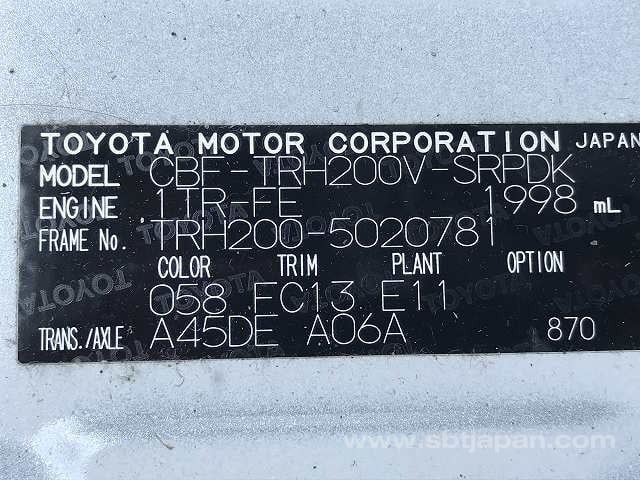 TOYOTA MOTOR CORPORATION JAPAN
MODEL CBF-TRH200V-SRPDK
ENGINE 1TR-FE 1998 mL
FRAME No. TRH200-5020781
COLOR TRIM PLANT OPTION
058 FC13 E11
TRANS./AXLE A45DE A06A 870
www.sbtjapan.com